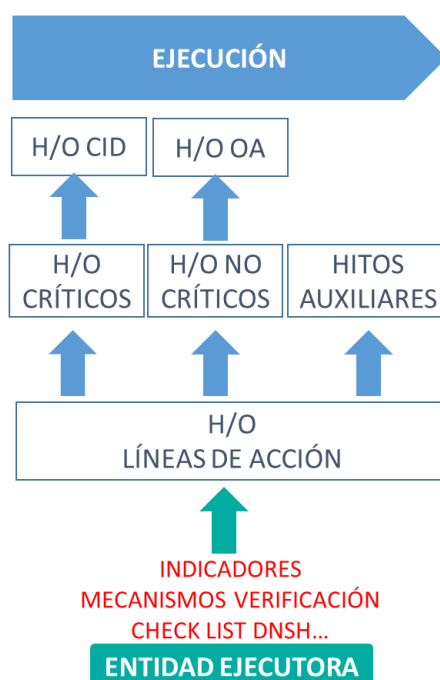 EJECUCIÓN
H/O CID
H/O OA
H/O
CRÍTICOS
H/O NO
CRÍTICOS
HITOS
AUXILIARES
H/O
LÍNEAS DE ACCIÓN
INDICADORES
MECANISMOS VERIFICACIÓN
CHECK LIST DNSH...
ENTIDAD EJECUTORA